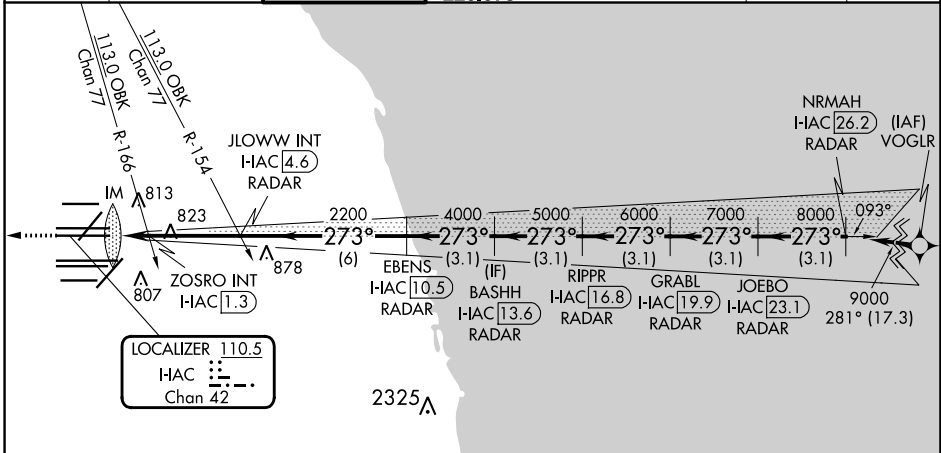 113.0 OBK
Chan 77
R-166
113.0 OBK
Chan 77
R-154
JLOWW INT
I-IAC 4.6
RADAR
NRMAH
I-IAC 26.2
RADAR
(IAF)
VOGLR
IM
813
823
2200
4000
5000
6000
7000
8000
093°
273°
273°
273°
273°
273°
273°
(6)
(3.1)
(3.1)
(3.1)
(3.1)
(3.1)
878
807
ZOSRO INT
I-IAC 1.3
EBENS
I-IAC 10.5
RADAR
(IF)
BASHH
I-IAC 13.6
RADAR
RIPPR
I-IAC 16.8
RADAR
GRABL
I-IAC 19.9
RADAR
JOEBO
I-IAC 23.1
RADAR
9000
281° (17.3)
LOCALIZER 110.5
I-IAC
Chan 42
2325